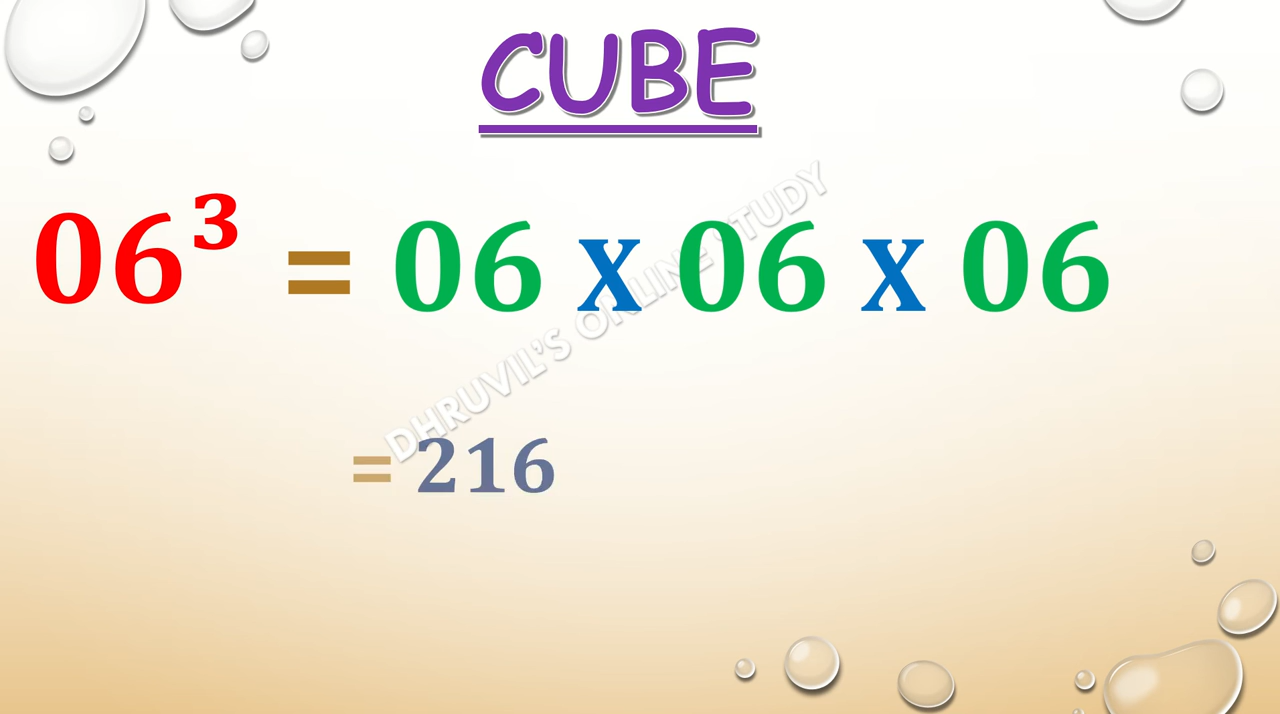 CUBE
06³ = 06 x 06 x 06
DHRUVIL'S ONLINE STUDY
= 216